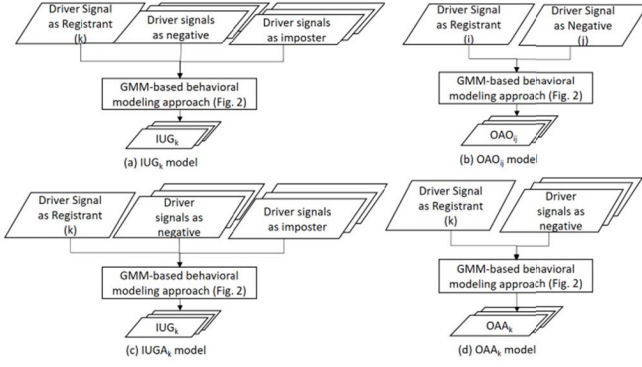 Driver Signal
as Registrant
(k)
Driver signals
as negative
Driver signals
as imposter
GMM-based behavioral
modeling approach (Fig. 2)
IUGk
(a) IUGk model
Driver Signal
as Registrant
(i)
Driver Signal
as Negative
(j)
GMM-based behavioral
modeling approach (Fig. 2)
OAOij
(b) OAOij model
Driver Signal
as Registrant
(k)
Driver
signals as
negative
Driver signals
as imposter
GMM-based behavioral
modeling approach (Fig. 2)
IUGk
(c) IUGAk model
Driver Signal
as Registrant
(k)
Driver
signals as
negative
GMM-based behavioral
modeling approach (Fig. 2)
OAAk
(d) OAAk model